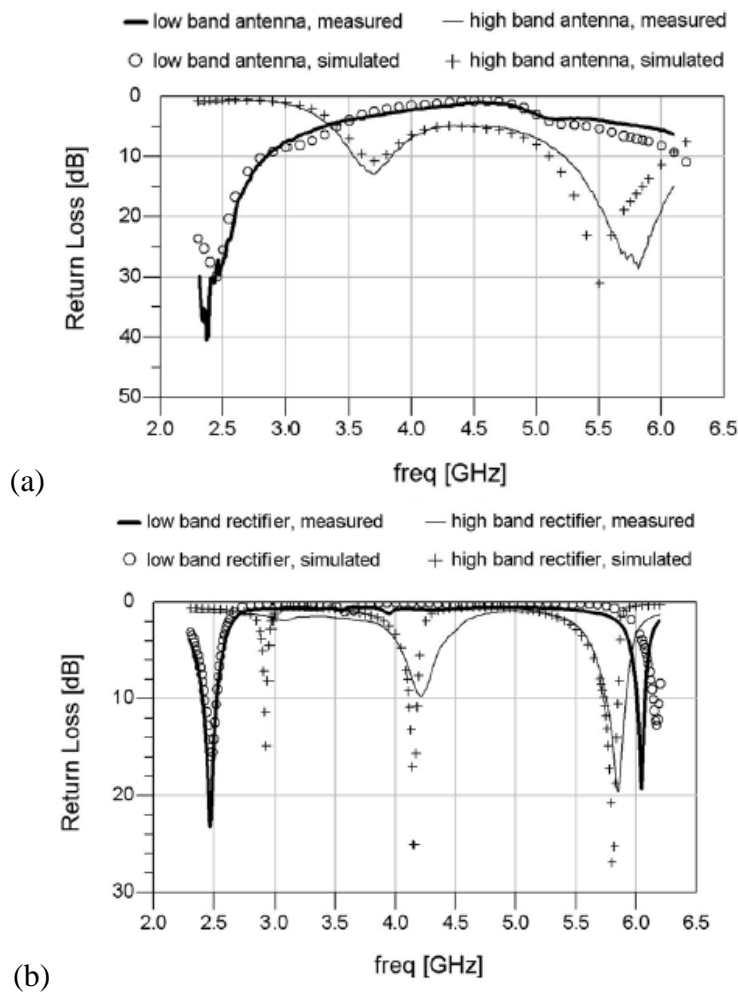 low band antenna, measured   high band antenna, measured
low band antenna, simulated   high band antenna, simulated
0
10
20
30
40
50
Return Loss [dB]
2.0 2.5 3.0 3.5 4.0 4.5 5.0 5.5 6.0 6.5
freq [GHz]
(a)
low band rectifier, measured   high band rectifier, measured
low band rectifier, simulated   high band rectifier, simulated
0
10
20
30
Return Loss [dB]
2.0 2.5 3.0 3.5 4.0 4.5 5.0 5.5 6.0 6.5
freq [GHz]
(b)